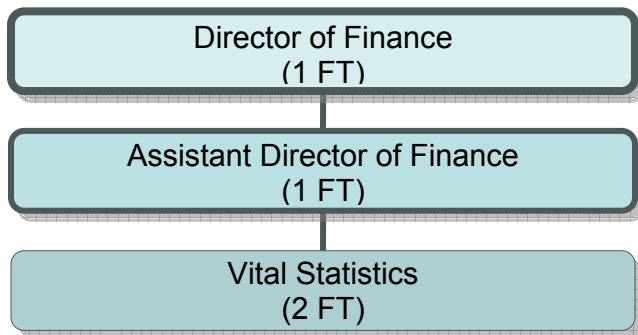 Director of Finance
(1 FT)
Assistant Director of Finance
(1 FT)
Vital Statistics
(2 FT)